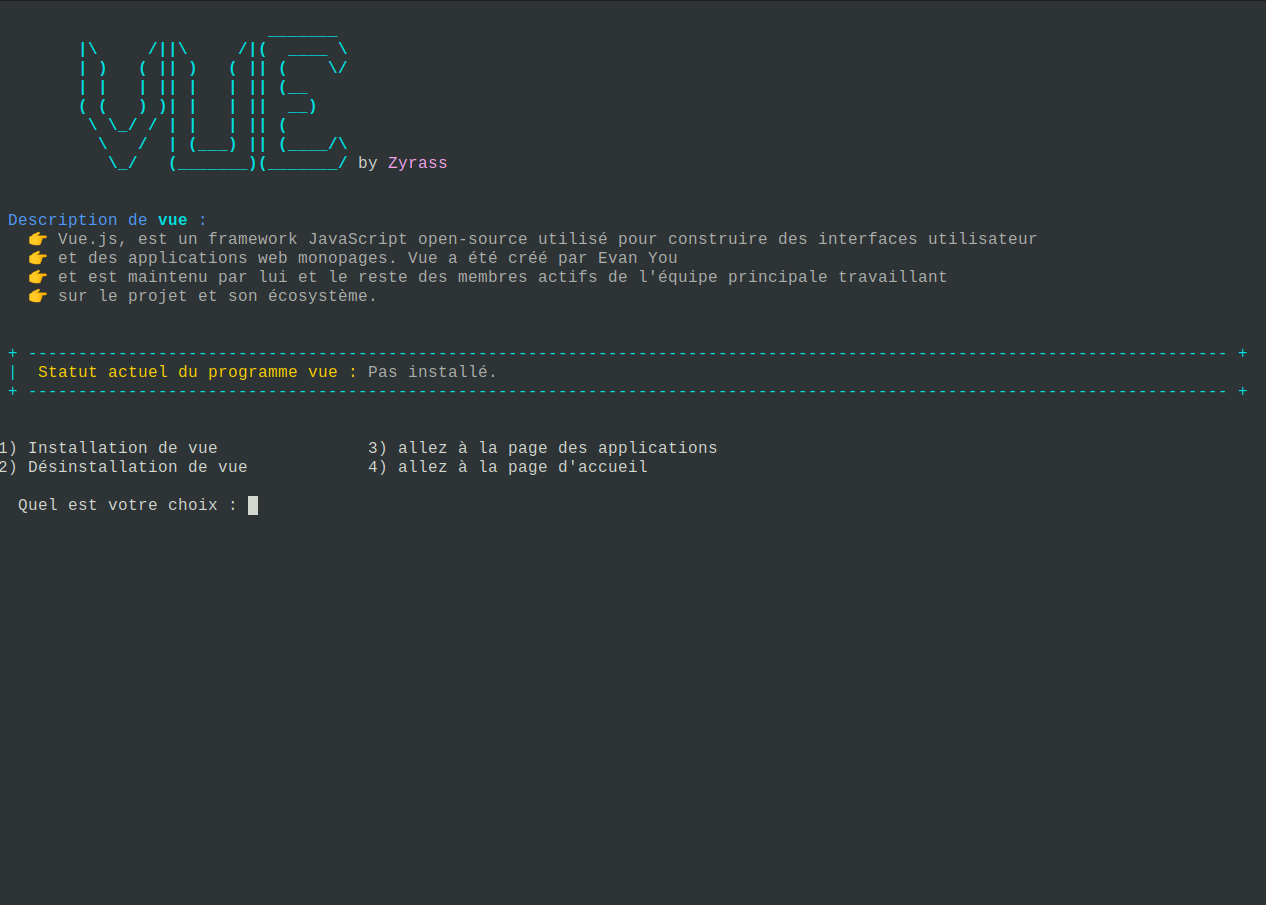 VUE by Zyrass
Description de vue :
👉 Vue.js, est un framework JavaScript open-source utilisé pour construire des interfaces utilisateur
👉 et des applications web monopages. Vue a été créé par Evan You
👉 et est maintenu par lui et le reste des membres actifs de l'équipe principale travaillant
👉 sur le projet et son écosystème.
Statut actuel du programme vue : Pas installé.
1) Installation de vue 3) allez à la page des applications
2) Désinstallation de vue 4) allez à la page d'accueil
Quel est votre choix :